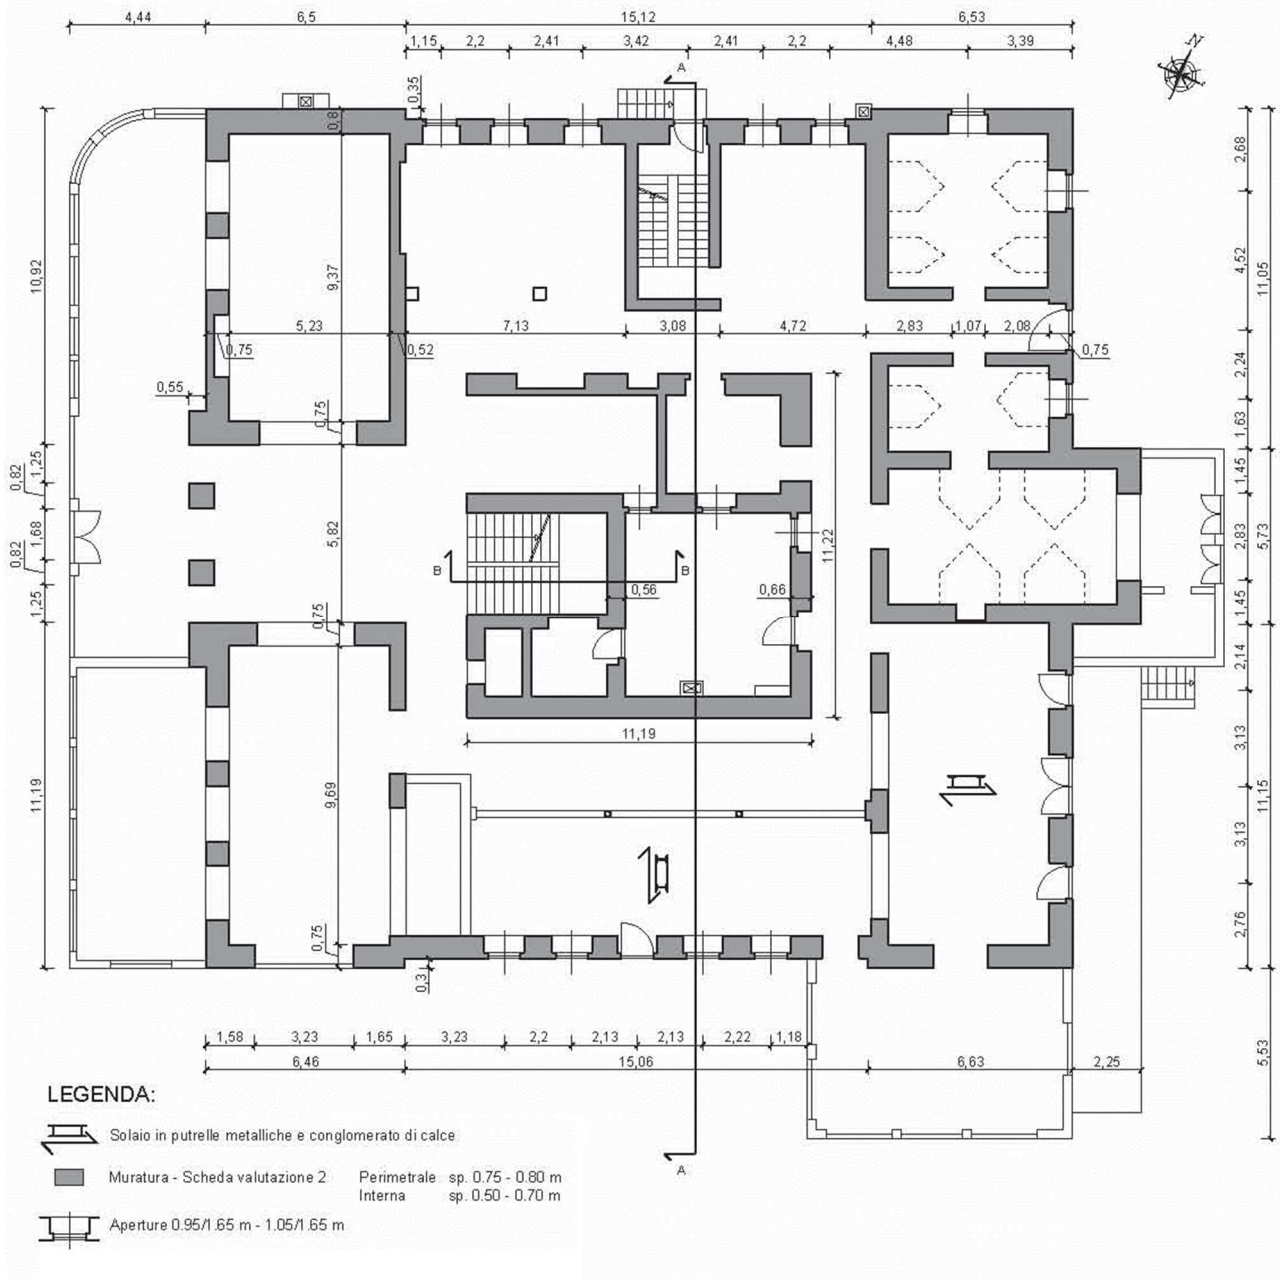 4,44 6,5 15,12 6,53
1,15 2,2 2,41 3,42 2,41 2,2 4,48 3,39
N
A
0,35
0,8
2,68
10,92
9,37
4,52
11,05
5,23 7,13 3,08 4,72 2,83 1,07 2,08
0,75 0,52 0,75
2,24
0,55
0,75
1,63
0,82
1,25
1,45
1,68
5,82
11,22
2,83
5,73
B B
0,82
0,56 0,66
1,25
0,75
1,45
2,14
11,19
3,13
11,19
9,69
11,15
3,13
0,75
2,76
0,3
1,58 3,23 1,65 3,23 2,2 2,13 2,13 2,22 1,18
6,46 15,06 6,63 2,25
5,53
LEGENDA:
Solaio in putrelle metalliche e conglomerato di calce
A
Muratura - Scheda valutazione 2 Perimetrale sp. 0.75 - 0.80 m
Interna sp. 0.50 - 0.70 m
Aperture 0.95/1.65 m - 1.05/1.65 m